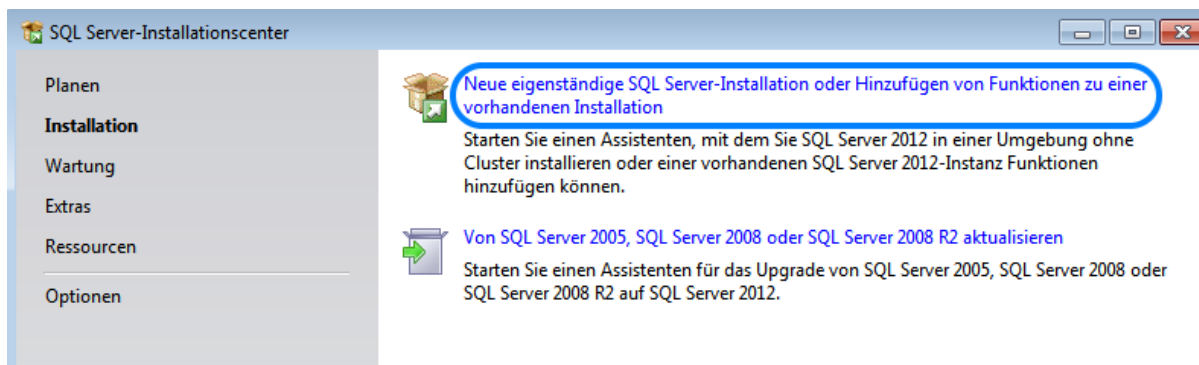 SQL Server-Installationscenter
Planen
Installation
Wartung
Extras
Ressourcen
Optionen
Neue eigenständige SQL Server-Installation oder Hinzufügen von Funktionen zu einer
vorhandenen Installation
Starten Sie einen Assistenten, mit dem Sie SQL Server 2012 in einer Umgebung ohne
Cluster installieren oder einer vorhandenen SQL Server 2012-Instanz Funktionen
hinzufügen können.
Von SQL Server 2005, SQL Server 2008 oder SQL Server 2008 R2 aktualisieren
Starten Sie einen Assistenten für das Upgrade von SQL Server 2005, SQL Server 2008 oder
SQL Server 2008 R2 auf SQL Server 2012.